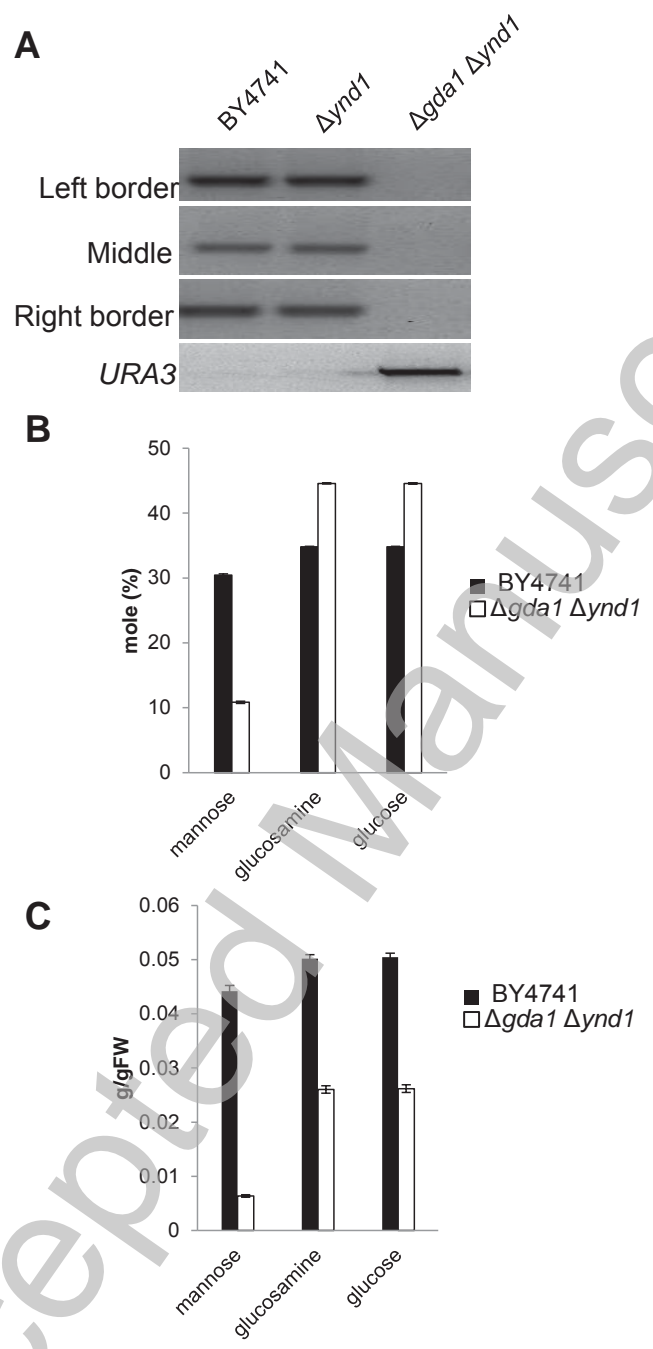 A
BY4741
Δynd1
Δgda1 Δynd1
Left border
Middle
Right border
URA3
B
50
40
30
20
10
0
mole (%)
mannose
glucosamine
glucose
BY4741
Δgda1 Δynd1
C
0.06
0.05
0.04
0.03
0.02
0.01
0
g/gFW
mannose
glucosamine
glucose
BY4741
Δgda1 Δynd1
cepted Manusc